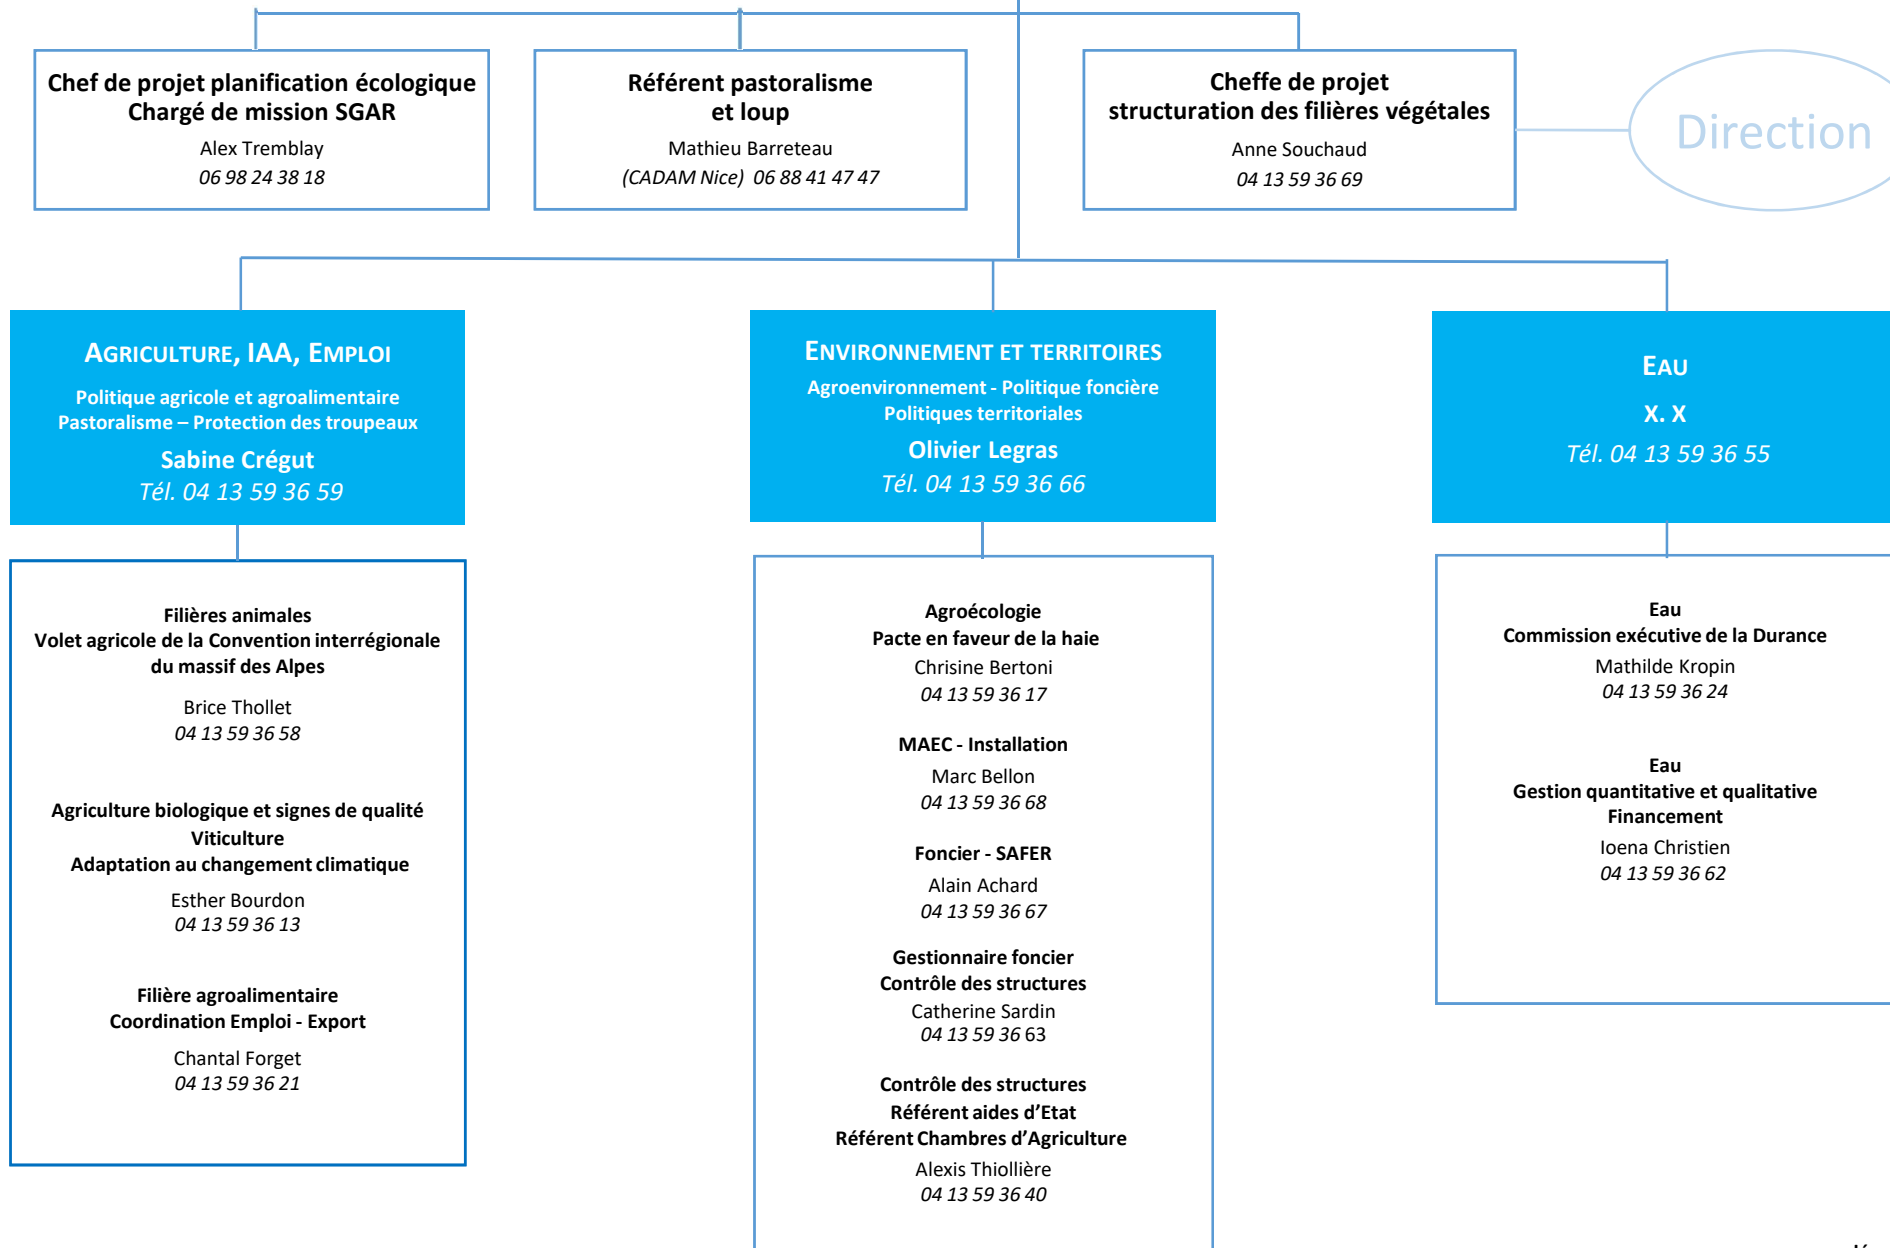 Chef de projet planification écologique
Chargé de mission SGAR
Alex Tremblay
06 98 24 38 18
Référent pastoralisme
et loup
Mathieu Barreteau
(CADAM Nice) 06 88 41 47 47
Cheffe de projet
structuration des filières végétales
Anne Souchaud
04 13 59 36 69
Direction
AGRICULTURE, IAA, EMPLOI
Politique agricole et agroalimentaire
Pastoralisme – Protection des troupeaux
Sabine Crégut
Tél. 04 13 59 36 59
ENVIRONNEMENT ET TERRITOIRES
Agroenvironnement - Politique foncière
Politiques territoriales
Olivier Legras
Tél. 04 13 59 36 66
EAU
X. X
Tél. 04 13 59 36 55
Filières animales
Volet agricole de la Convention interrégionale
du massif des Alpes
Brice Thollet
04 13 59 36 58
Agriculture biologique et signes de qualité
Viticulture
Adaptation au changement climatique
Esther Bourdon
04 13 59 36 13
Filière agroalimentaire
Coordination Emploi - Export
Chantal Forget
04 13 59 36 21
Agroécologie
Pacte en faveur de la haie
Chrisine Bertoni
04 13 59 36 17
MAEC - Installation
Marc Bellon
04 13 59 36 68
Foncier - SAFER
Alain Achard
04 13 59 36 67
Gestionnaire foncier
Contrôle des structures
Catherine Sardin
04 13 59 36 63
Contrôle des structures
Référent aides d’Etat
Référent Chambres d’Agriculture
Alexis Thiollière
04 13 59 36 40
Eau
Commission exécutive de la Durance
Mathilde Kropin
04 13 59 36 24
Eau
Gestion quantitative et qualitative
Financement
Ioena Christien
04 13 59 36 62